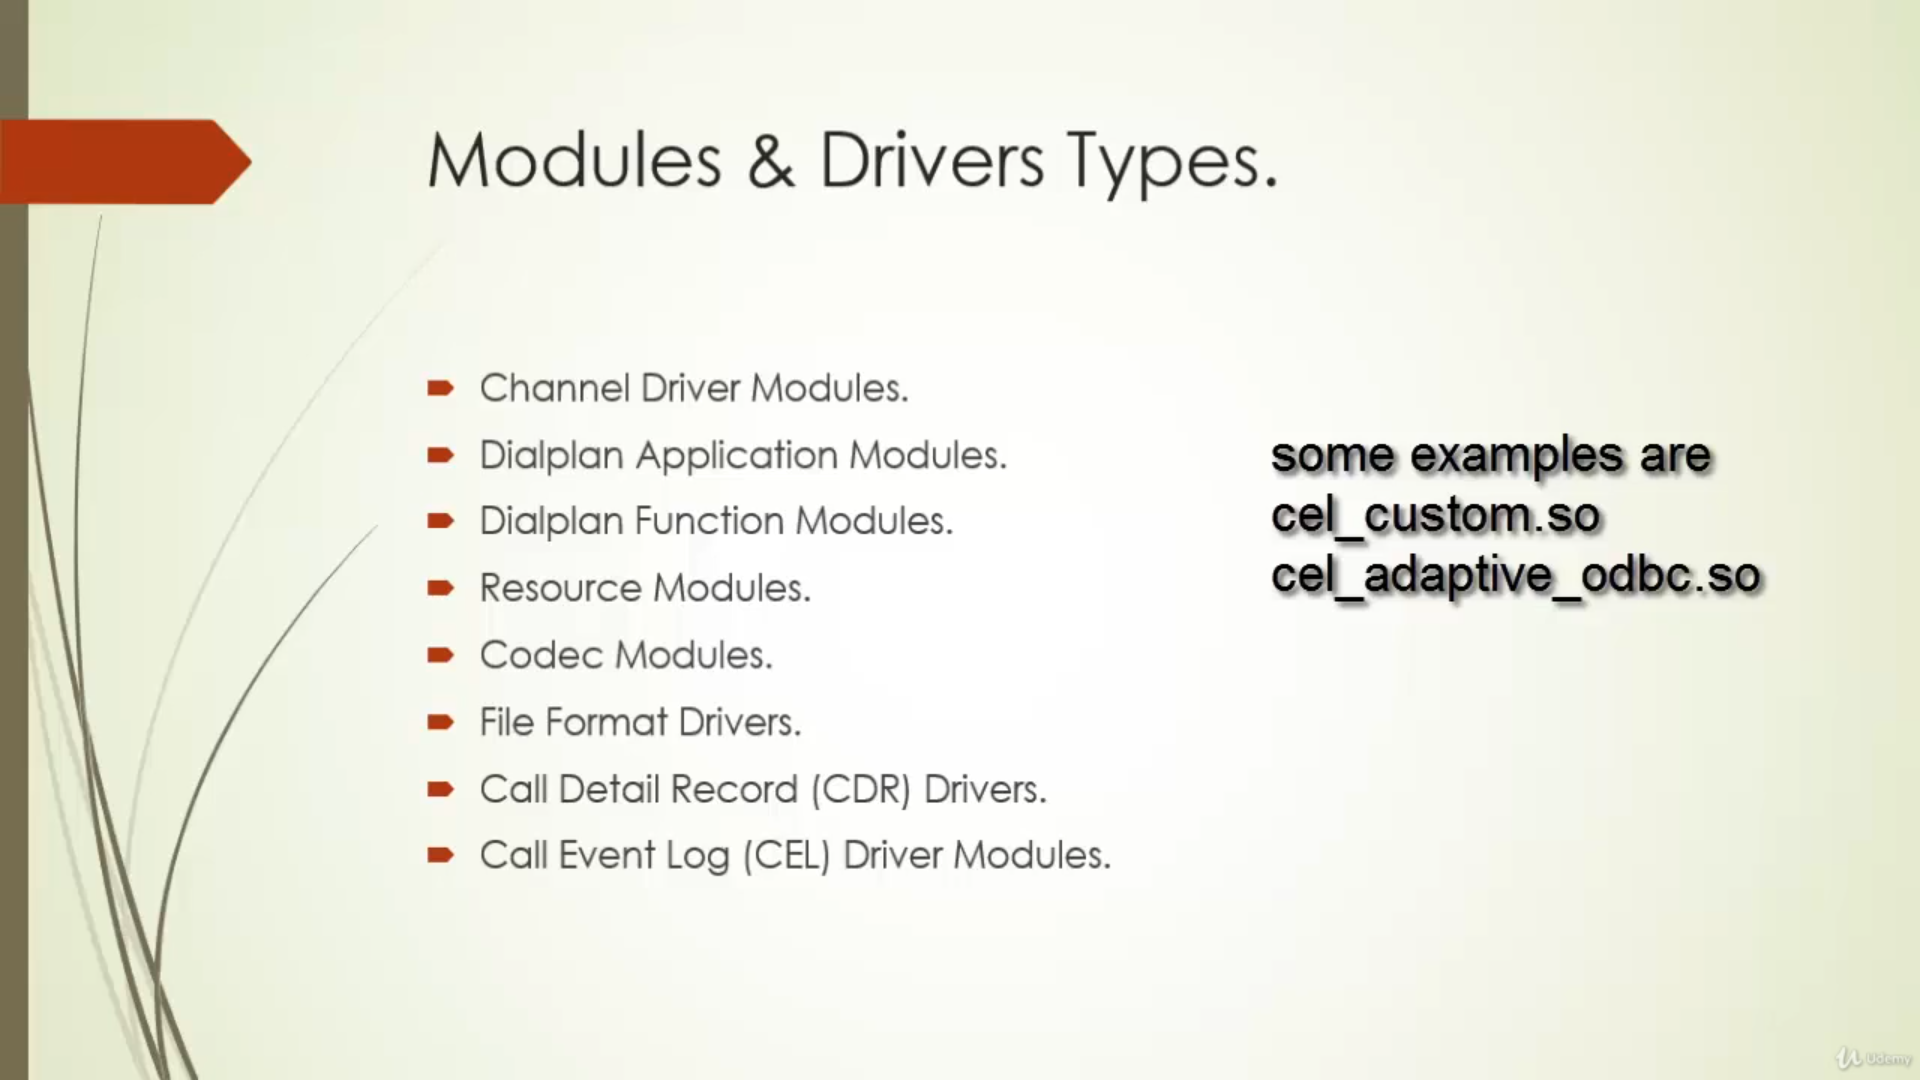 Modules & Drivers Types.
Channel Driver Modules.
Dialplan Application Modules.
Dialplan Function Modules.
Resource Modules.
Codec Modules.
File Format Drivers.
Call Detail Record (CDR) Drivers.
Call Event Log (CEL) Driver Modules.
some examples are
cel_custom.so
cel_adaptive_odbc.so
Udemy